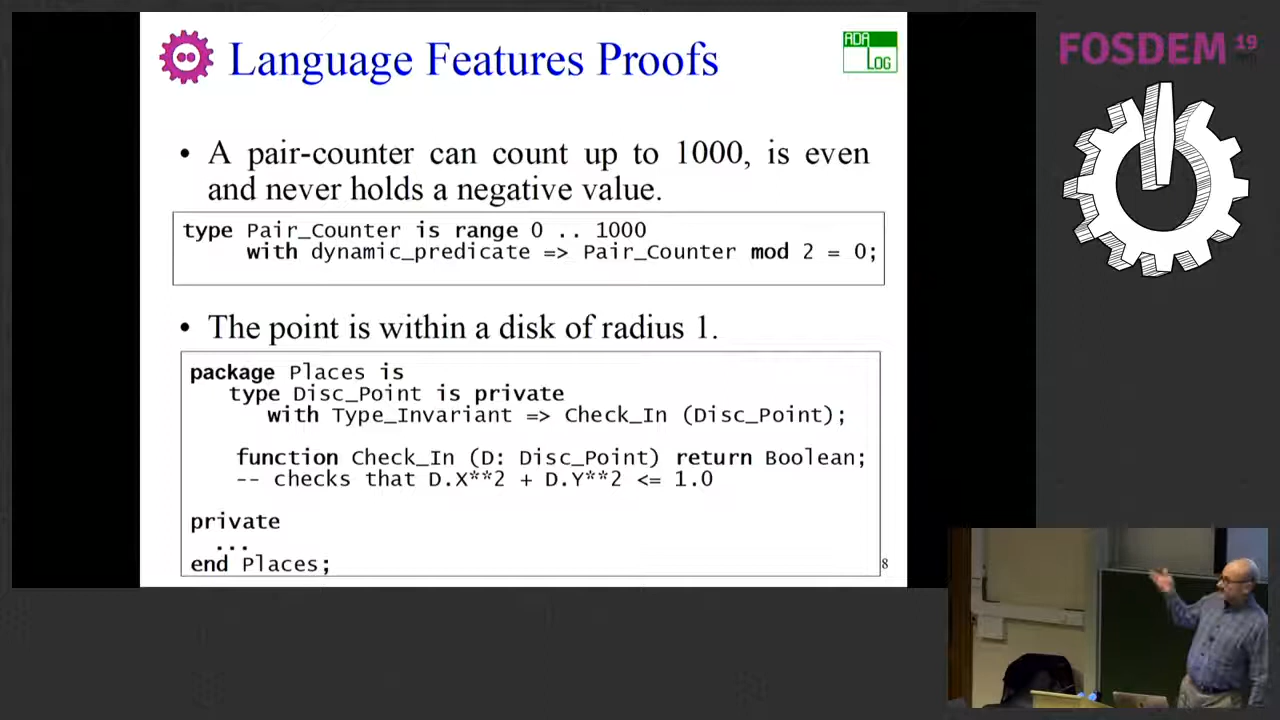 Language Features Proofs
ADA
LOG
FOSDEM 19
• A pair-counter can count up to 1000, is even
and never holds a negative value.
type Pair_Counter is range 0 .. 1000
with dynamic_predicate => Pair_Counter mod 2 = 0;
• The point is within a disk of radius 1.
package Places is
type Disc_Point is private
with Type_Invariant => Check_In (Disc_Point);
function Check_In (D: Disc_Point) return Boolean;
-- checks that D.X**2 + D.Y**2 <= 1.0
private
...
end Places;
8